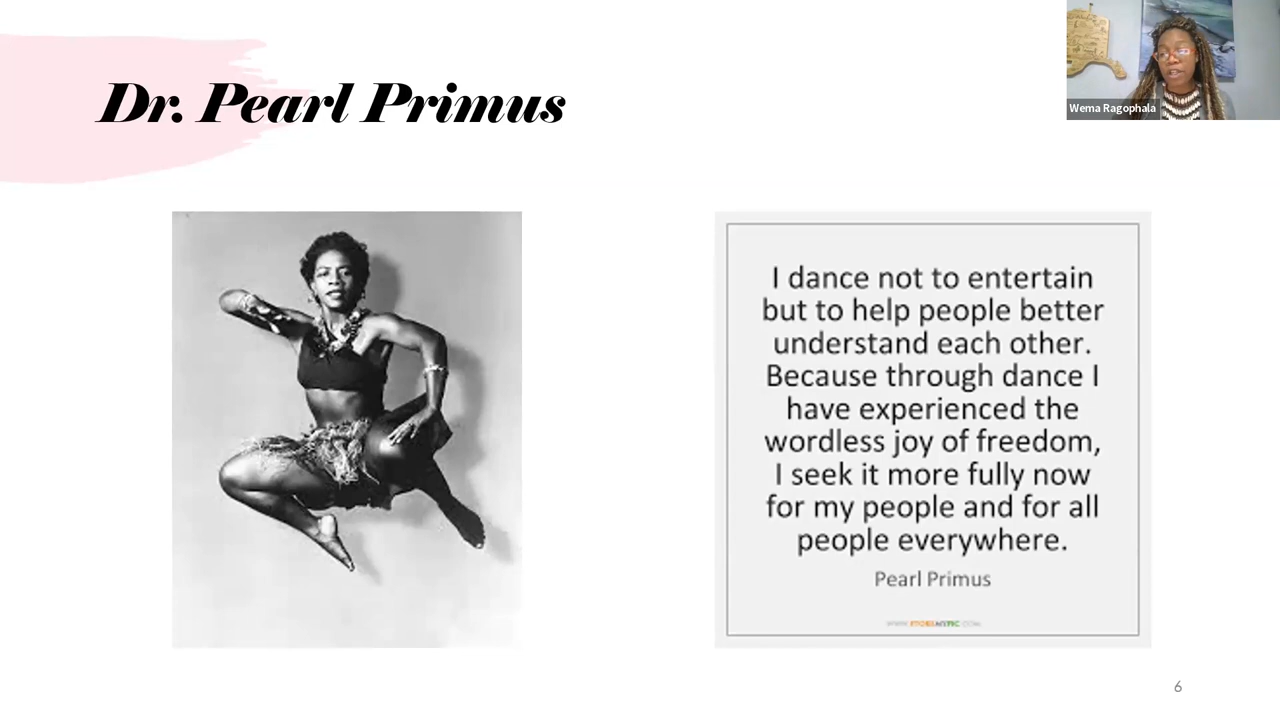 Dr. Pearl Primus
Wema Ragophala
I dance not to entertain
but to help people better
understand each other.
Because through dance I
have experienced the
wordless joy of freedom,
I seek it more fully now
for my people and for all
people everywhere.
Pearl Primus
6